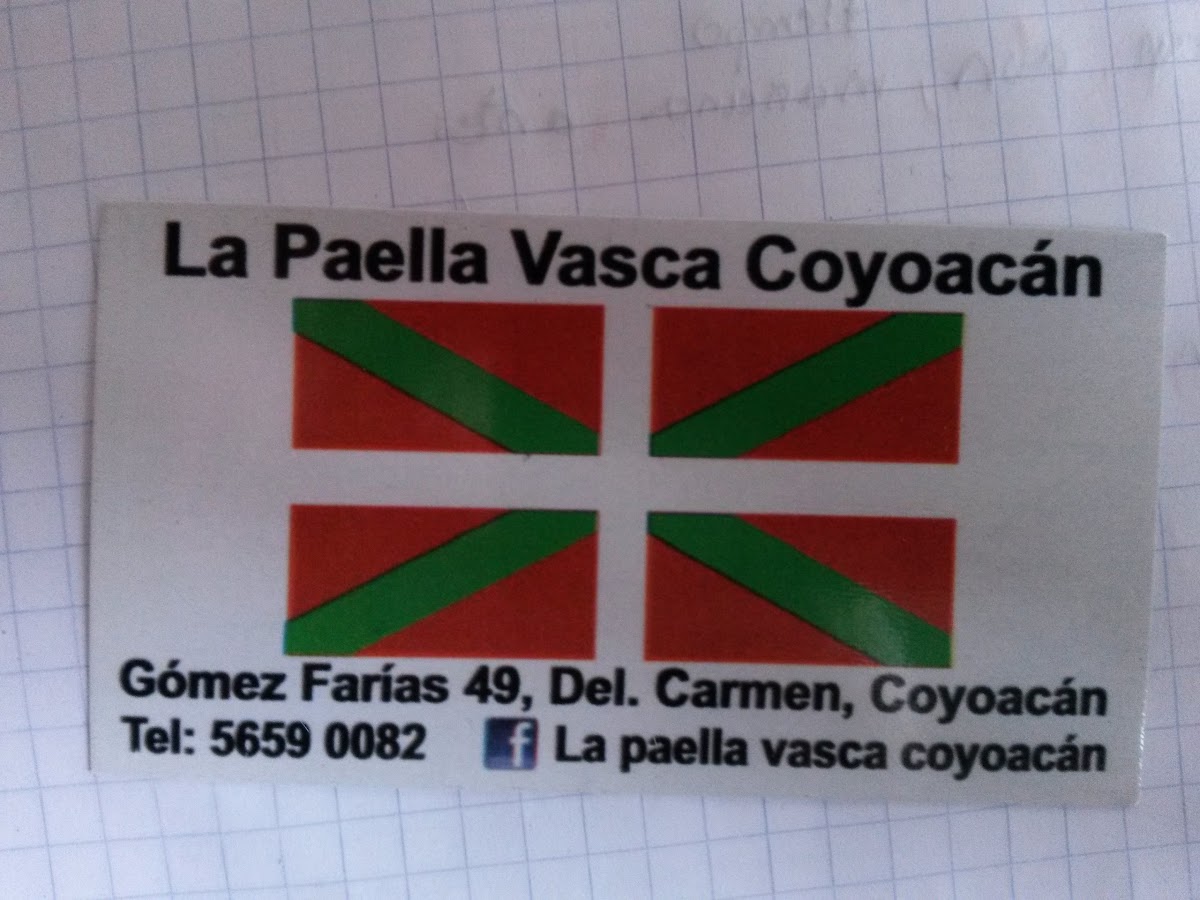 La Paella Vasca Coyoacán
Gómez Farías 49, Del. Carmen, Coyoacán
Tel: 5659 0082 f La paella vasca coyoacán